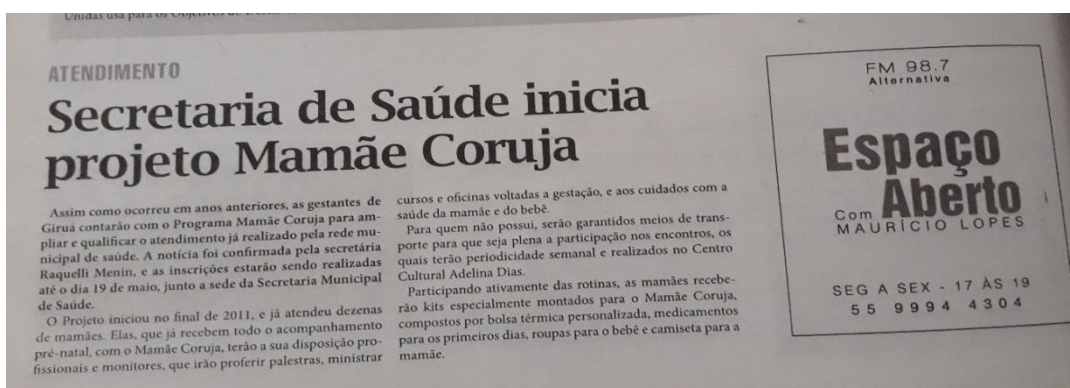 Unidas usa para os Objetivos do
ATENDIMENTO
Secretaria de Saúde inicia
projeto Mamãe Coruja
Assim como ocorreu em anos anteriores, as gestantes de
Giruá contarão com o Programa Mamãe Coruja para am-
pliar e qualificar o atendimento já realizado pela rede mu-
nicipal de saúde. A notícia foi confirmada pela secretária
Raquelli Menin, e as inscrições estarão sendo realizadas
até o dia 19 de maio, junto a sede da Secretaria Municipal
de Saúde.
O Projeto iniciou no final de 2011, e já atendeu dezenas
de mamães. Elas, que já recebem todo o acompanhamento
pré-natal, com o Mamãe Coruja, terão a sua disposição pro-
fissionais e monitores, que irão proferir palestras, ministrar
cursos e oficinas voltadas a gestação, e aos cuidados com a
saúde da mamãe e do bebê.
Para quem não possui, serão garantidos meios de trans-
porte para que seja plena a participação nos encontros, os
quais terão periodicidade semanal e realizados no Centro
Cultural Adelina Dias.
Participando ativamente das rotinas, as mamães recebe-
rão kits especialmente montados para o Mamãe Coruja,
compostos por bolsa térmica personalizada, medicamentos
para os primeiros dias, roupas para o bebê e camiseta para a
mamãe.
FM 98.7
Alternativa
Espaço
Aberto
Com
MAURÍCIO LOPES
SEG A SEX - 17 ÀS 19
55 9994 4304